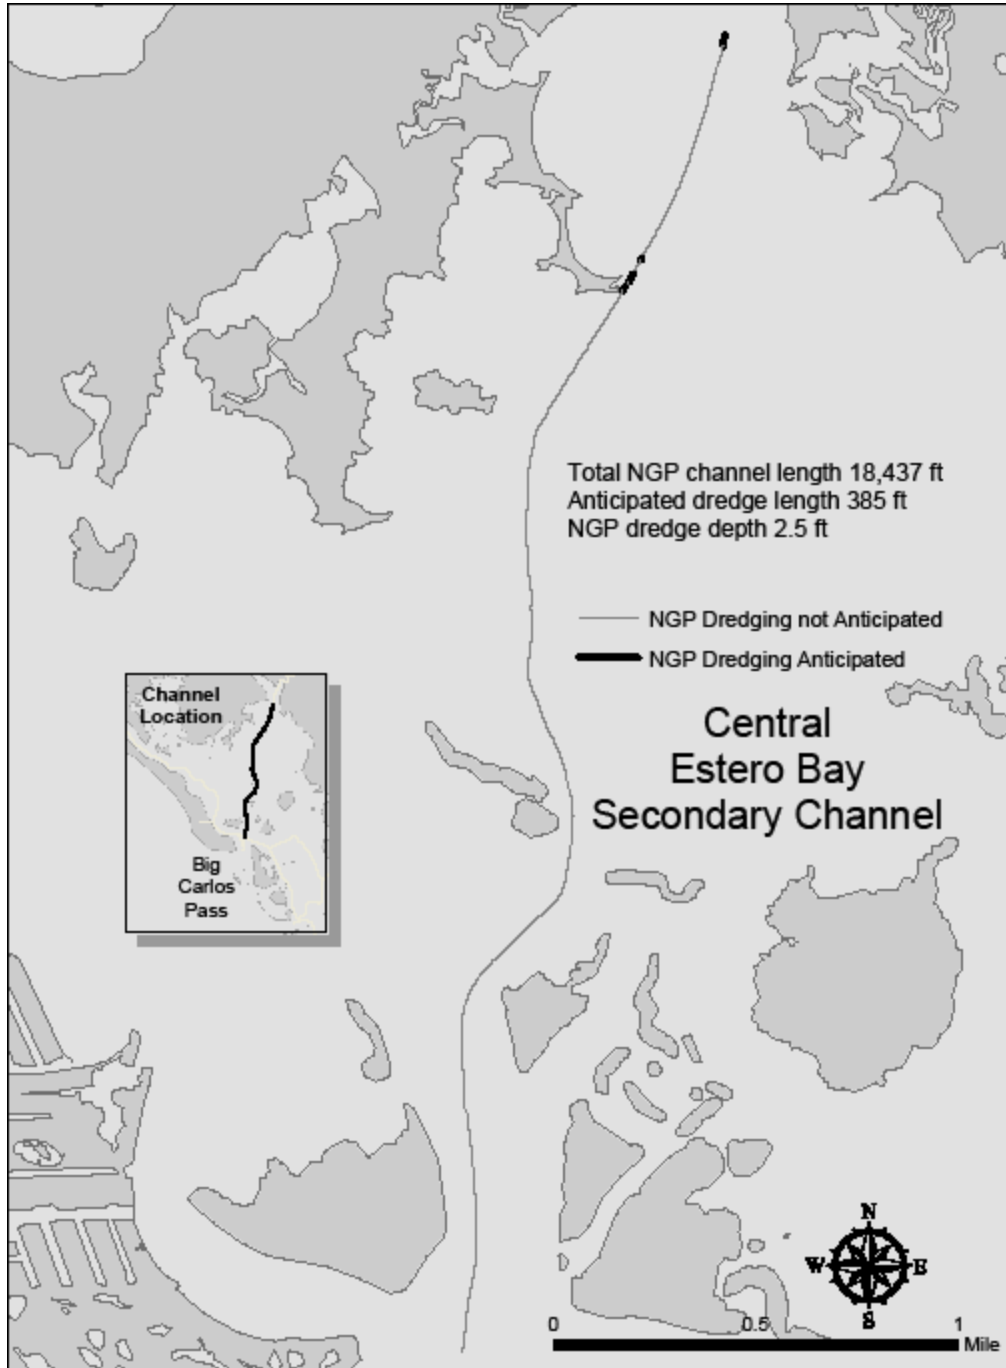 Total NGP channel length 18,437 ft
Anticipated dredge length 385 ft
NGP dredge depth 2.5 ft
NGP Dredging not Anticipated
NGP Dredging Anticipated
Channel
Location
Big
Carlos
Pass
Central
Estero Bay
Secondary Channel
N
W E
S
0 0.5 1
Mile